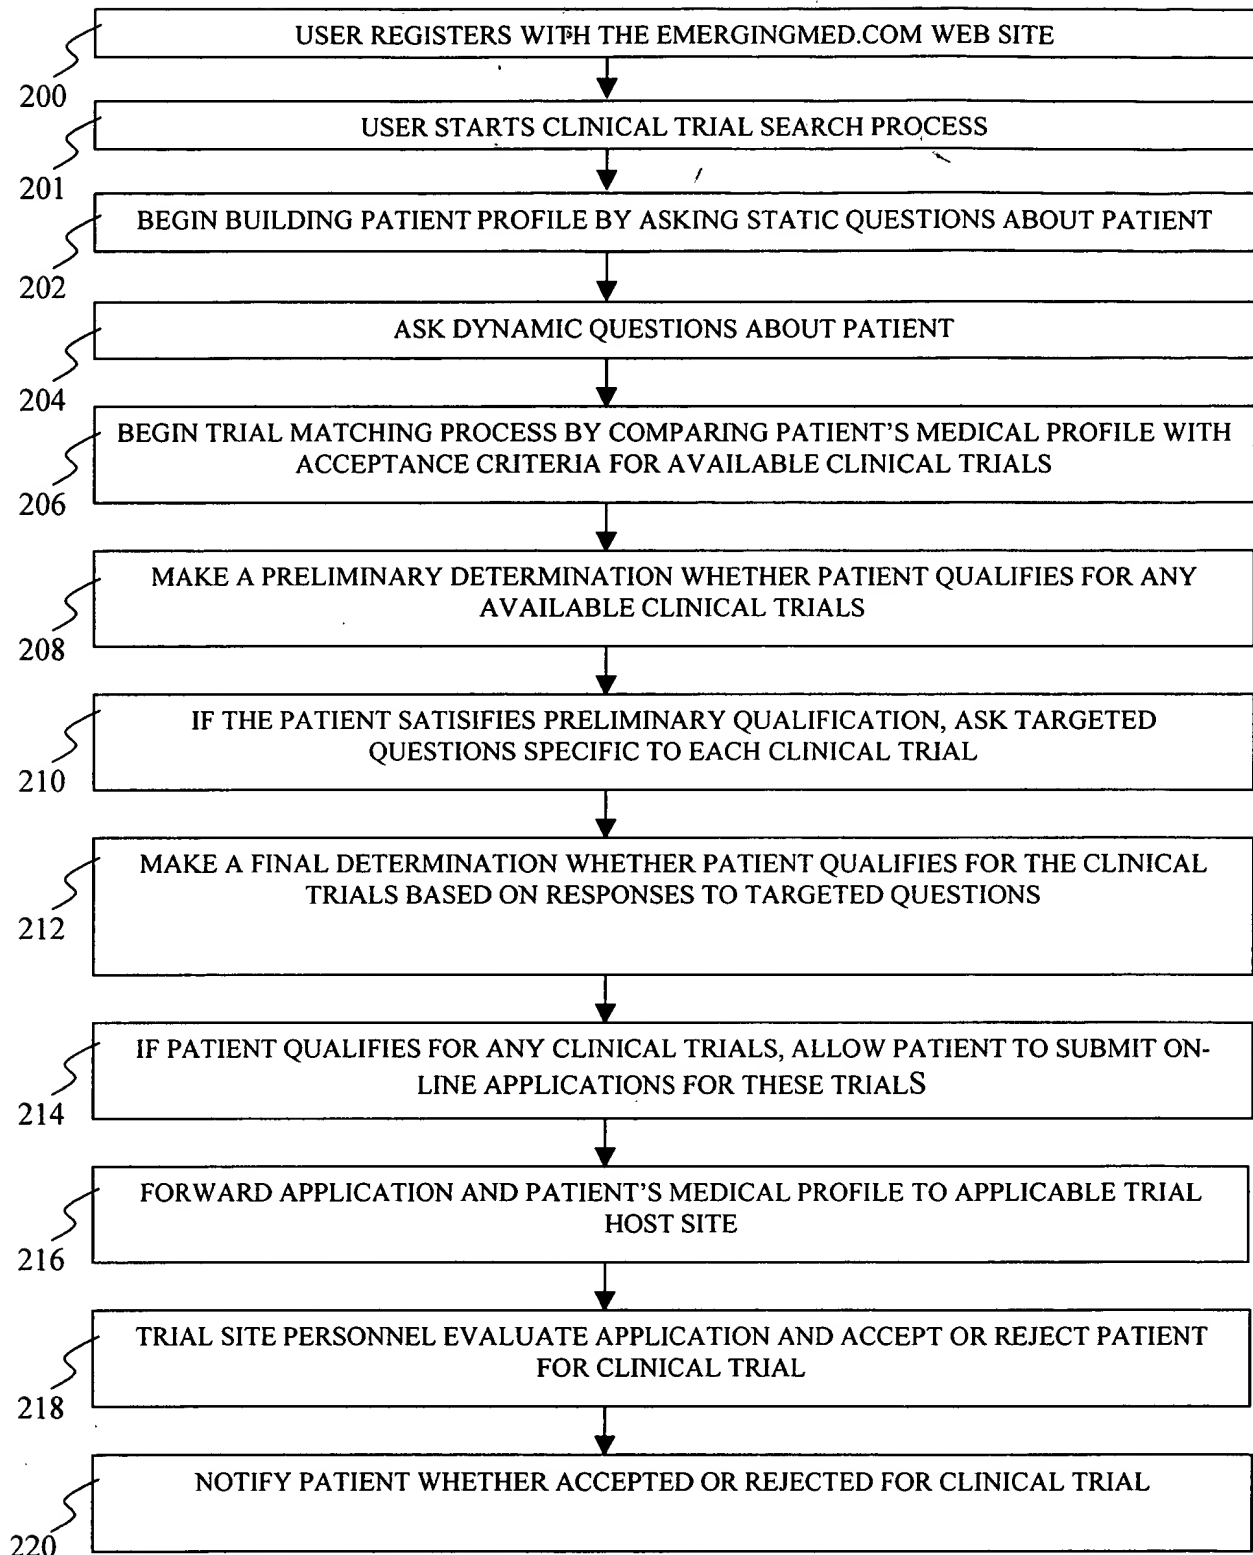 USER REGISTERS WITH THE EMERGINGMED.COM WEB SITE
200
USER STARTS CLINICAL TRIAL SEARCH PROCESS
201
BEGIN BUILDING PATIENT PROFILE BY ASKING STATIC QUESTIONS ABOUT PATIENT
202
ASK DYNAMIC QUESTIONS ABOUT PATIENT
204
BEGIN TRIAL MATCHING PROCESS BY COMPARING PATIENT'S MEDICAL PROFILE WITH
ACCEPTANCE CRITERIA FOR AVAILABLE CLINICAL TRIALS
206
MAKE A PRELIMINARY DETERMINATION WHETHER PATIENT QUALIFIES FOR ANY
AVAILABLE CLINICAL TRIALS
208
IF THE PATIENT SATISIFIES PRELIMINARY QUALIFICATION, ASK TARGETED
QUESTIONS SPECIFIC TO EACH CLINICAL TRIAL
210
MAKE A FINAL DETERMINATION WHETHER PATIENT QUALIFIES FOR THE CLINICAL
TRIALS BASED ON RESPONSES TO TARGETED QUESTIONS
212
IF PATIENT QUALIFIES FOR ANY CLINICAL TRIALS, ALLOW PATIENT TO SUBMIT ON-
LINE APPLICATIONS FOR THESE TRIALS
214
FORWARD APPLICATION AND PATIENT'S MEDICAL PROFILE TO APPLICABLE TRIAL
HOST SITE
216
TRIAL SITE PERSONNEL EVALUATE APPLICATION AND ACCEPT OR REJECT PATIENT
FOR CLINICAL TRIAL
218
NOTIFY PATIENT WHETHER ACCEPTED OR REJECTED FOR CLINICAL TRIAL
220